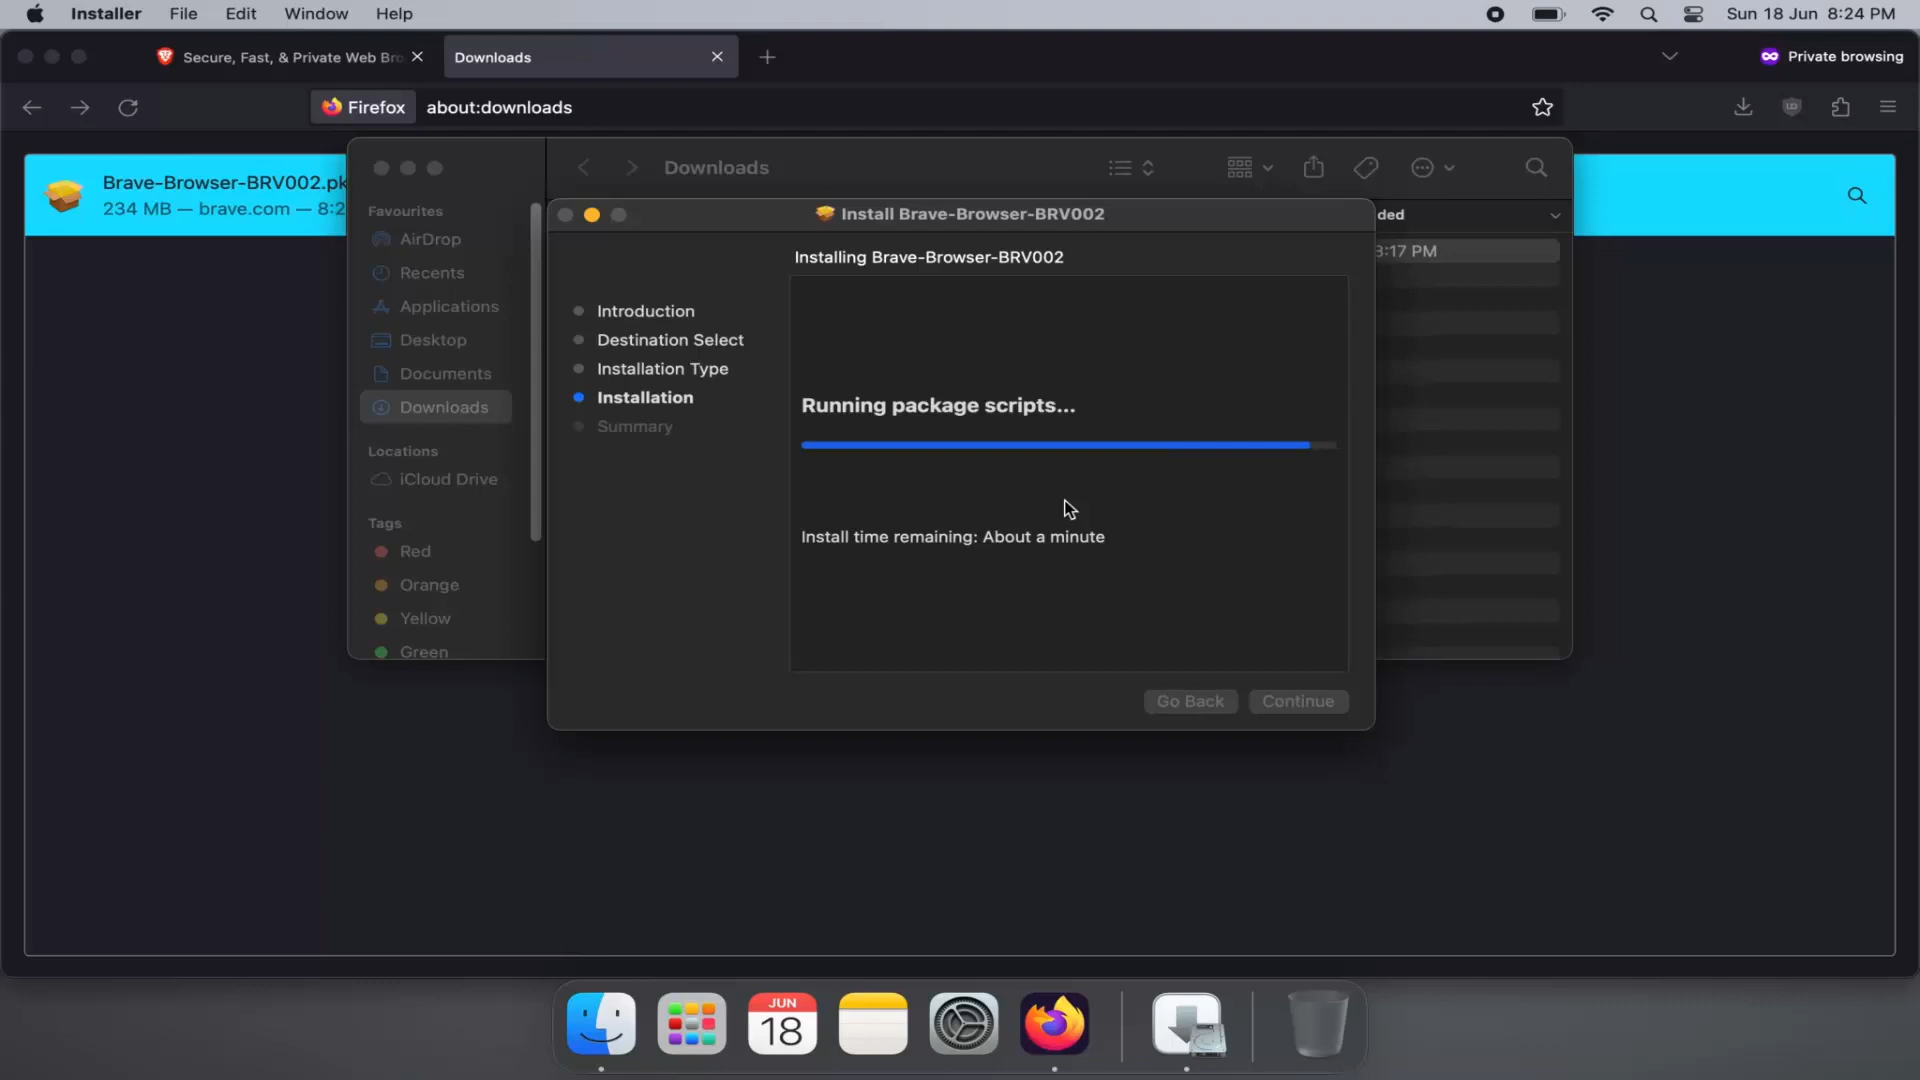 Installer File Edit Window Help Sun 18 Jun 8:24 PM
Secure, Fast, & Private Web Bro Downloads Private browsing
Firefox about:downloads
Brave-Browser-BRV002.pk
234 MB — brave.com — 8:2
Downloads
Favourites
AirDrop
Recents
Applications
Desktop
Documents
Downloads
Locations
iCloud Drive
Tags
Red
Orange
Yellow
Green
ded
3:17 PM
Install Brave-Browser-BRV002
Installing Brave-Browser-BRV002
Introduction
Destination Select
Installation Type
Installation
Summary
Running package scripts...
Install time remaining: About a minute
Go Back Continue
JUN
18